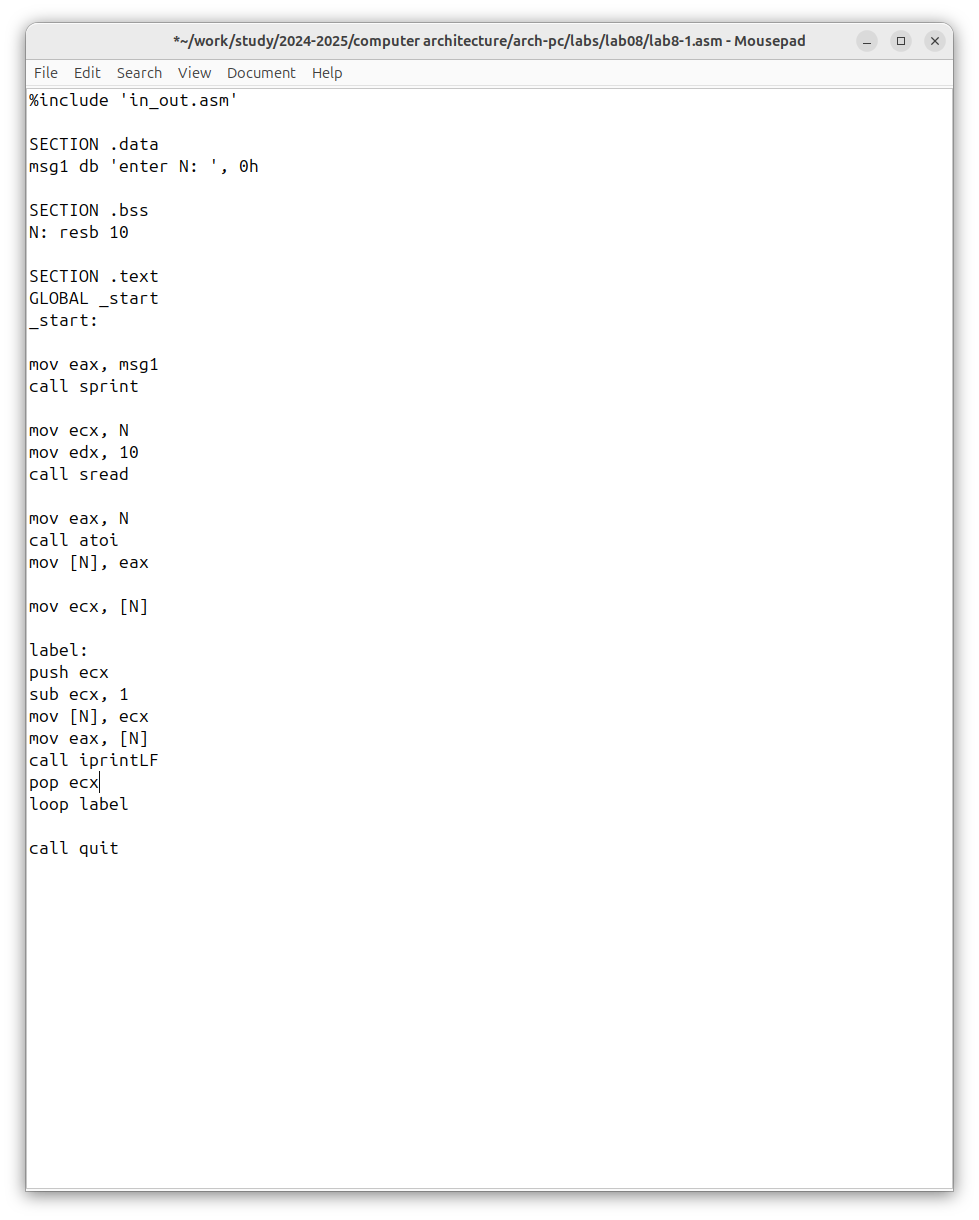 *~/work/study/2024-2025/computer architecture/arch-pc/labs/lab08/lab8-1.asm - Mousepad
File Edit Search View Document Help
%include 'in_out.asm'
SECTION .data
msg1 db 'enter N: ', 0h
SECTION .bss
N: resb 10
SECTION .text
GLOBAL _start
_start:
mov eax, msg1
call sprint
mov ecx, N
mov edx, 10
call sread
mov eax, N
call atoi
mov [N], eax
mov ecx, [N]
label:
push ecx
sub ecx, 1
mov [N], ecx
mov eax, [N]
call iprintLF
pop ecx
loop label
call quit